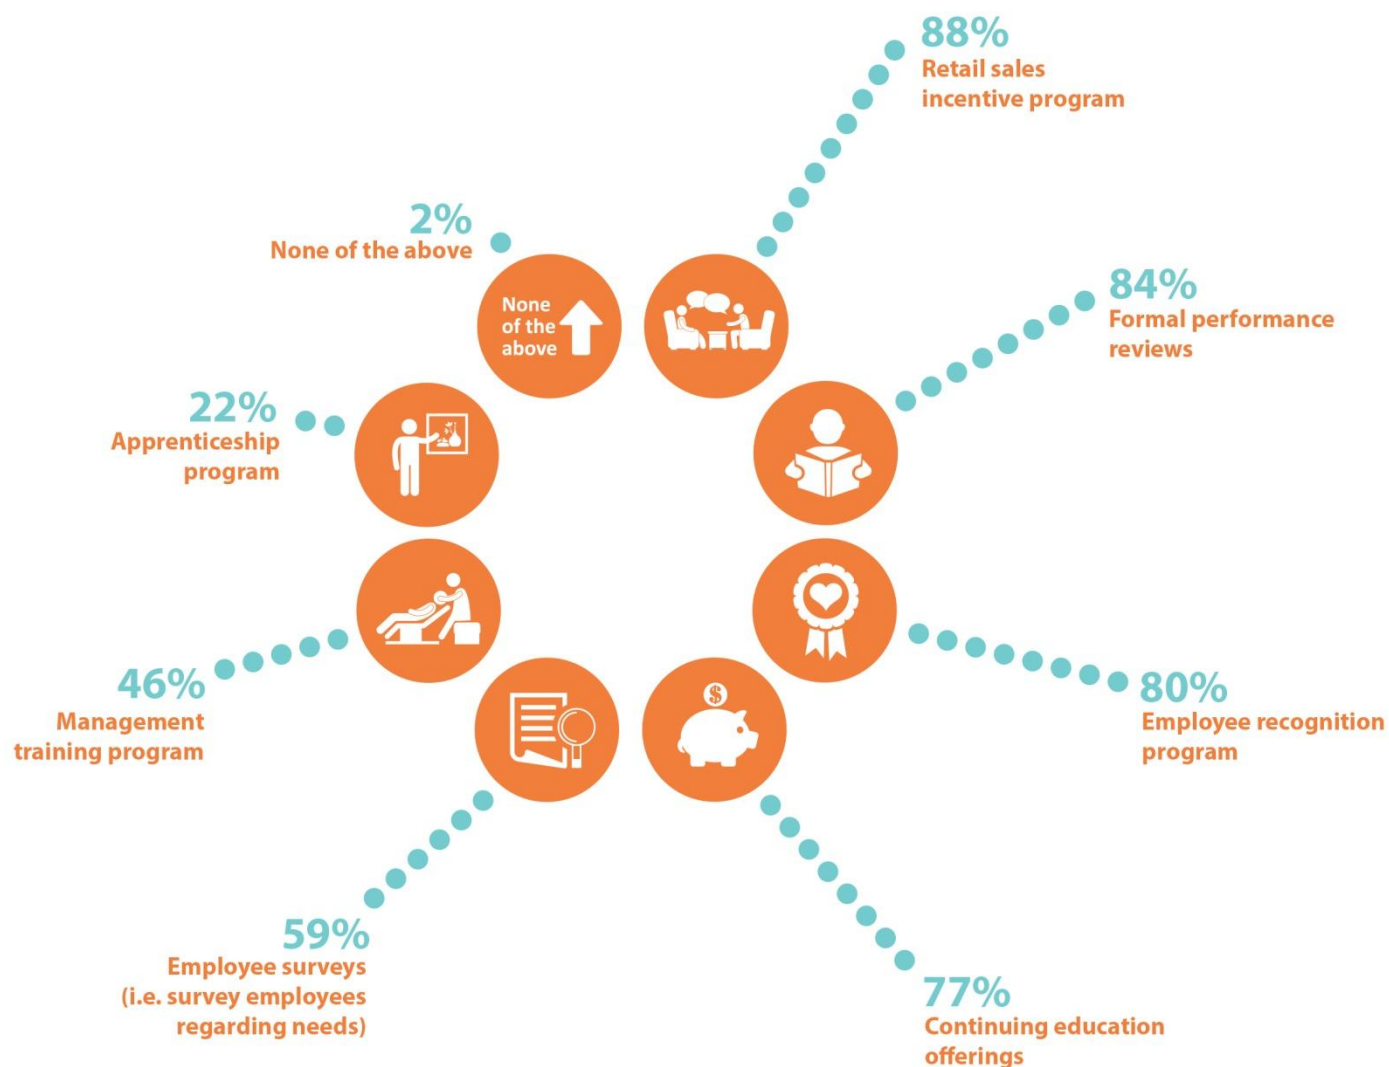 88%
Retail sales
incentive program
84%
Formal performance
reviews
80%
Employee recognition
program
$
77%
Continuing education
offerings
59%
Employee surveys
(i.e. survey employees
regarding needs)
46%
Management
training program
22%
Apprenticeship
program
2%
None of the above
None
of the
above